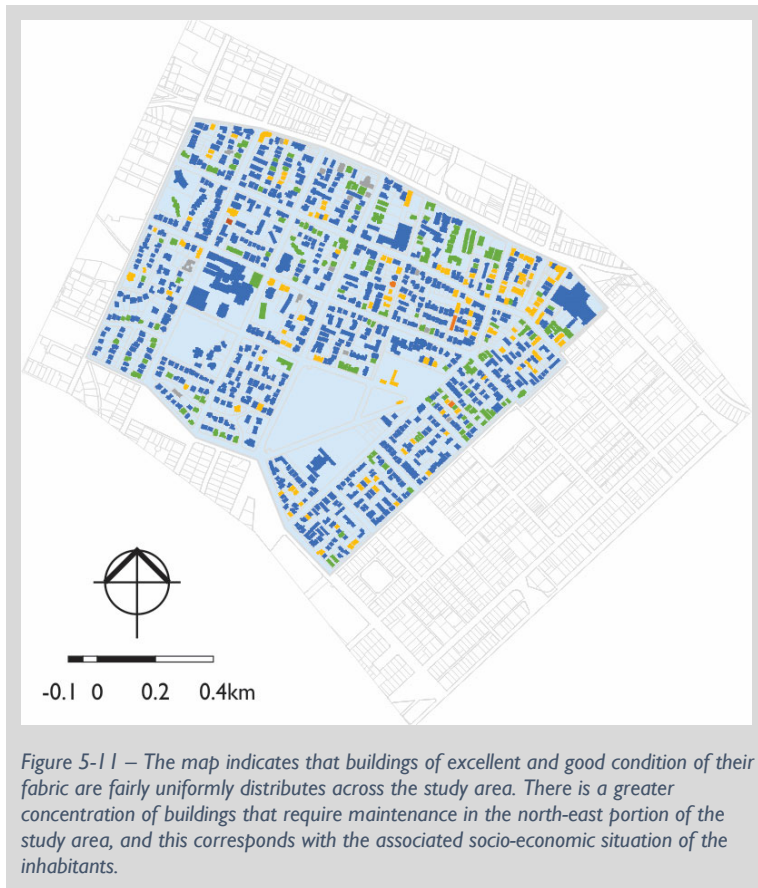 -0.1 0 0.2 0.4km
Figure 5-11 – The map indicates that buildings of excellent and good condition of their
fabric are fairly uniformly distributes across the study area. There is a greater
concentration of buildings that require maintenance in the north-east portion of the
study area, and this corresponds with the associated socio-economic situation of the
inhabitants.